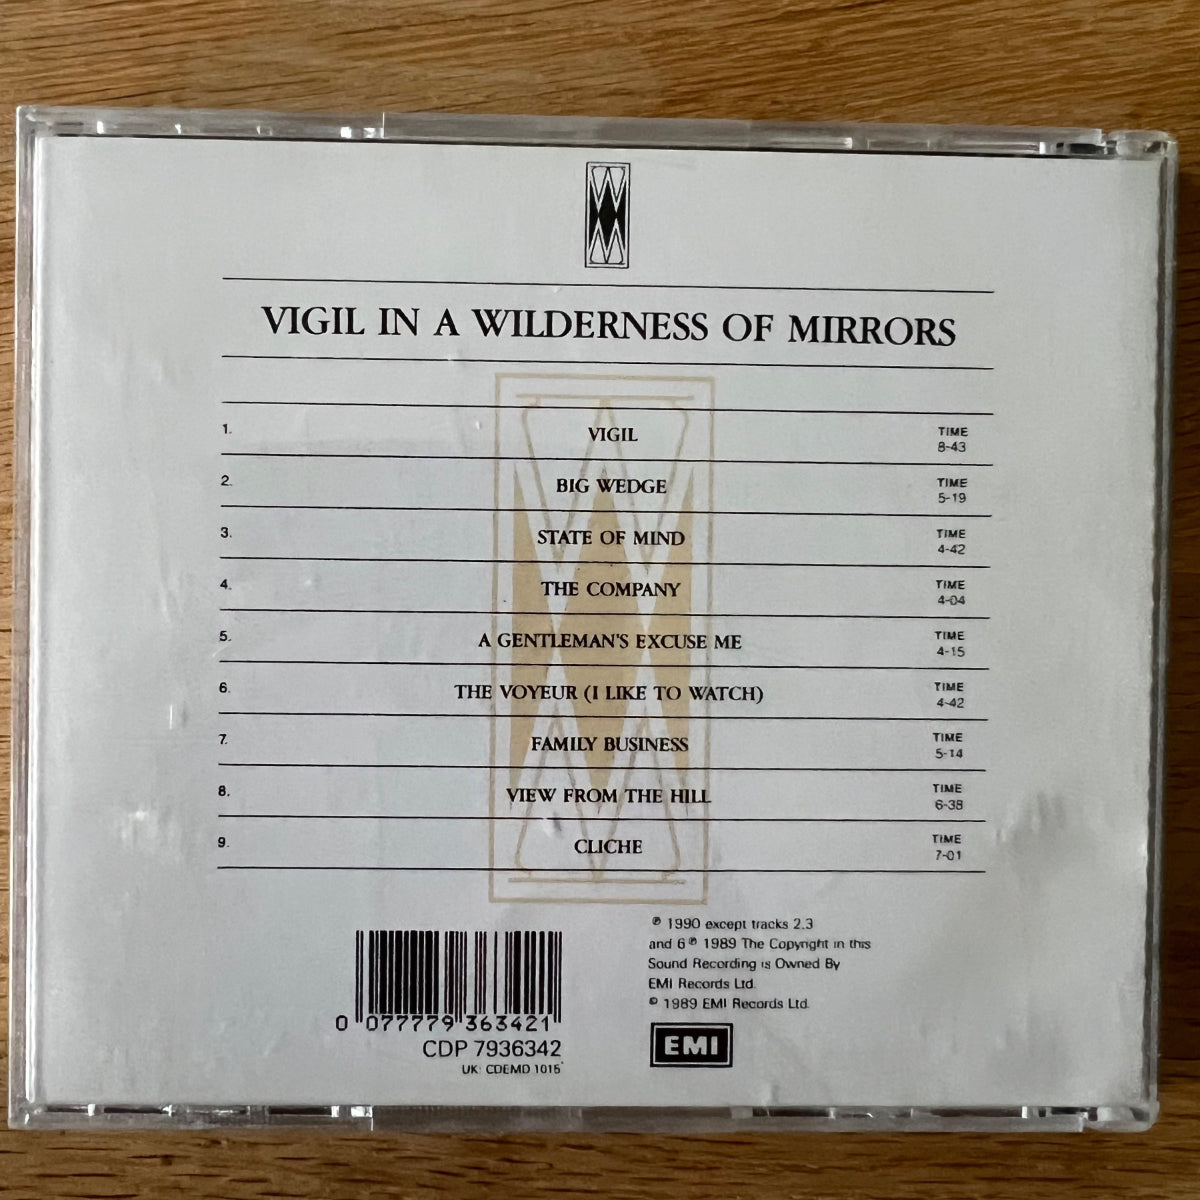 VIGIL IN A WILDERNESS OF MIRRORS
1. VIGIL TIME
8-43
2. BIG WEDGE TIME
5-19
3. STATE OF MIND TIME
4-42
4. THE COMPANY TIME
4-04
5. A GENTLEMAN'S EXCUSE ME TIME
4-15
6. THE VOYEUR (I LIKE TO WATCH) TIME
4-42
7. FAMILY BUSINESS TIME
5-14
8. VIEW FROM THE HILL TIME
6-38
9. CLICHE TIME
7-01
℗ 1990 except tracks 2.3
and 6 ℗ 1989 The Copyright in this
Sound Recording is Owned By
EMI Records Ltd.
© 1989 EMI Records Ltd.
0 077779 363421
CDP 7936342
UK: CDEMD 1015
EMI